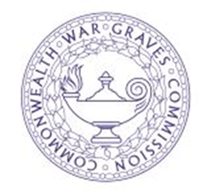 COMMONWEALTH · WAR · GRAVES · COMMISSION ·